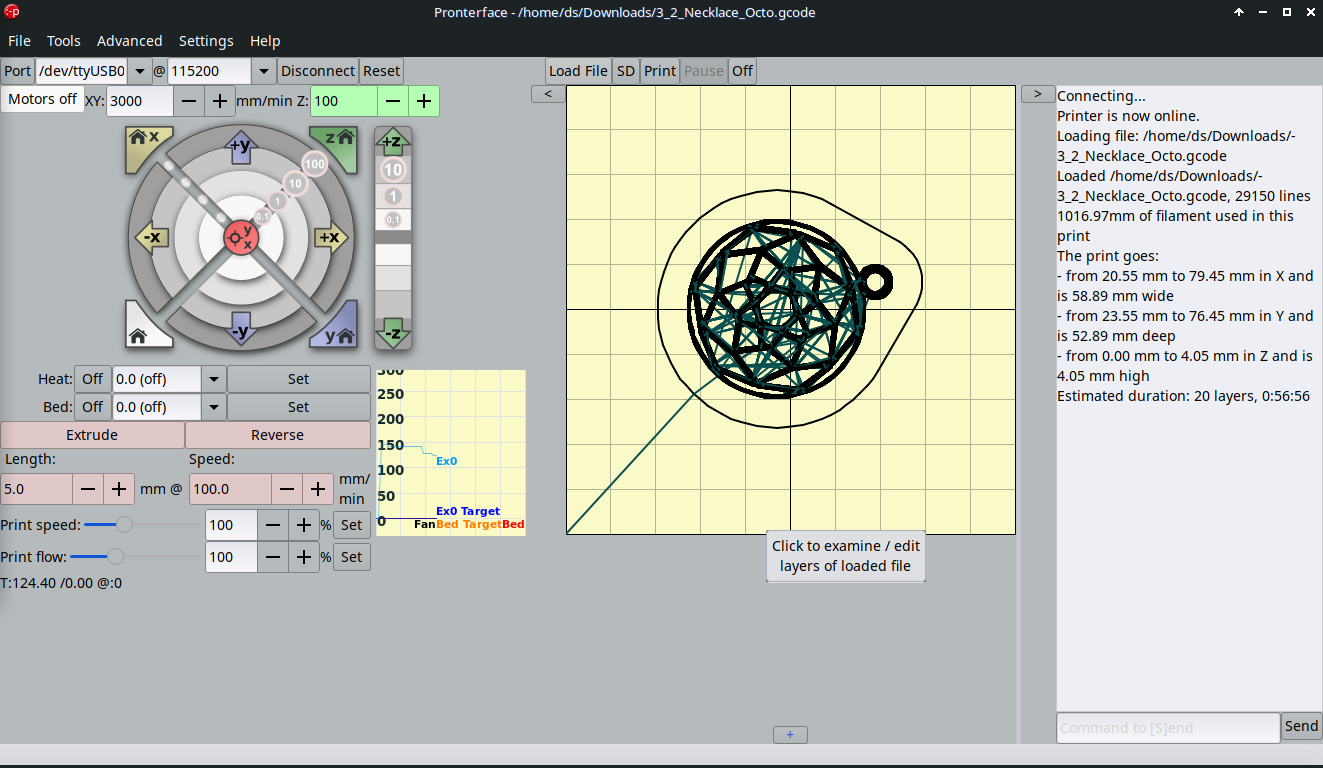 Pronterface - /home/ds/Downloads/3_2_Necklace_Octo.gcode
File Tools Advanced Settings Help
Port /dev/ttyUSB0 @ 115200 Disconnect Reset
Load File SD Print Pause Off
Motors off XY: 3000 mm/min Z: 100
< >
x
+y
z
100
10
1
0.1
-x
y
x
+x
-y
y
+z
10
1
0.1
-z
Heat: Off 0.0 (off) Set
Bed: Off 0.0 (off) Set
Extrude Reverse
Length: Speed:
5.0 mm @ 100.0 mm/
min
Print speed: 100 % Set
Print flow: 100 % Set
T:124.40 /0.00 @:0
300
250
200
150
100
50
0
Ex0
Ex0 Target
Fan Bed Target Bed
Click to examine / edit
layers of loaded file
+
Connecting...
Printer is now online.
Loading file: /home/ds/Downloads/-
3_2_Necklace_Octo.gcode
Loaded /home/ds/Downloads/-
3_2_Necklace_Octo.gcode, 29150 lines
1016.97mm of filament used in this
print
The print goes:
- from 20.55 mm to 79.45 mm in X and
is 58.89 mm wide
- from 23.55 mm to 76.45 mm in Y and
is 52.89 mm deep
- from 0.00 mm to 4.05 mm in Z and is
4.05 mm high
Estimated duration: 20 layers, 0:56:56
Command to [S]end Send